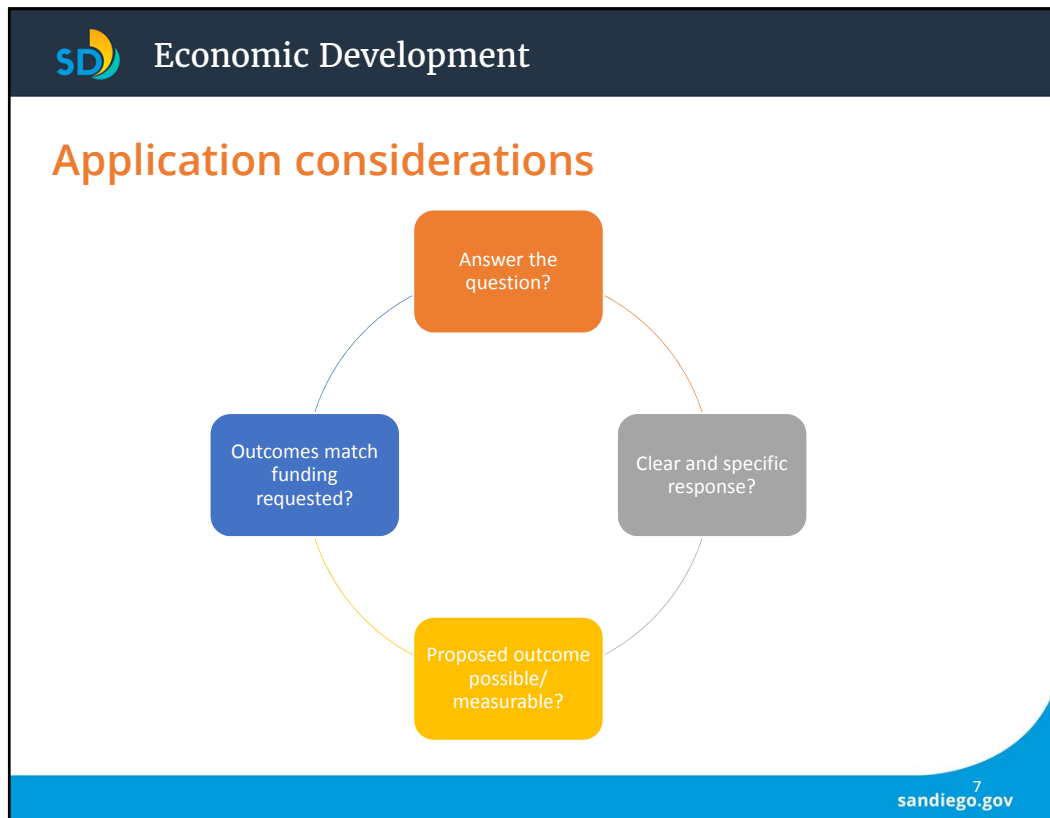 SD
Economic Development
Application considerations
Answer the
question?
Clear and specific
response?
Proposed outcome
possible/
measurable?
Outcomes match
funding
requested?
7
sandiego.gov